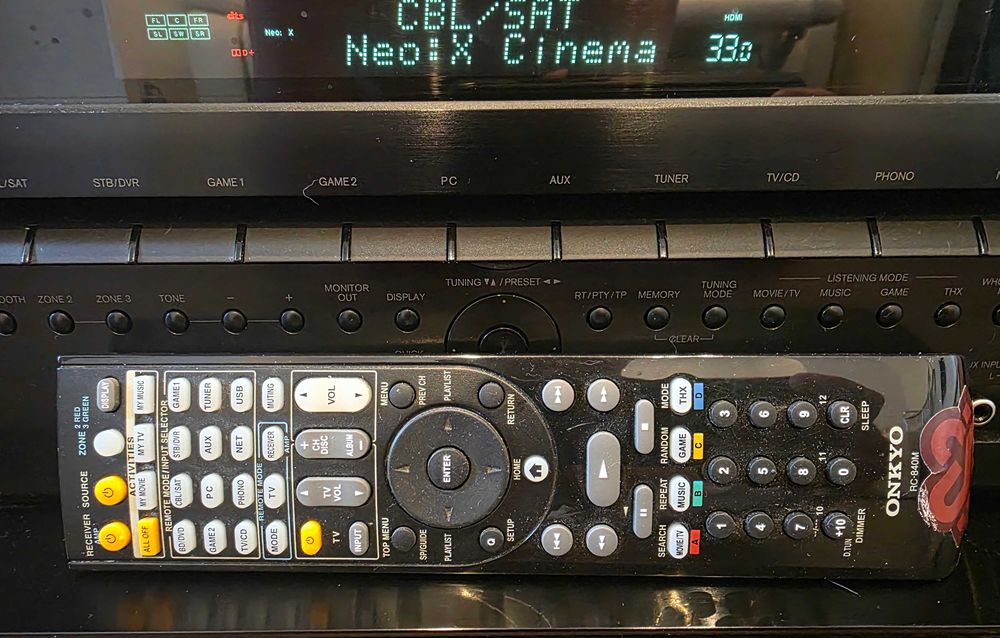 CBL/SAT
FL C FR dts HDMI
SL SW SR Neo: X Neo:X Cinema 33.0
DD+
L/SAT STB/DVR GAME1 GAME2 PC AUX TUNER TV/CD PHONO
TUNING ▼▲ / PRESET ◄ ►
LISTENING MODE
OOTH ZONE 2 ZONE 3 TONE − + MONITOR OUT DISPLAY RT/PTY/TP MEMORY TUNING MODE MOVIE/TV MUSIC GAME THX
CLEAR
RECEIVER SOURCE ZONE 2 RED 3 GREEN DISPLAY
ACTIVITIES
ALL OFF MY MOVIE MY TV MY MUSIC
REMOTE MODE / INPUT SELECTOR
BD/DVD CBL/SAT STB/DVR GAME1
GAME2 PC AUX TUNER
TV/CD PHONO NET USB
REMOTE MODE AMP
MODE TV RECEIVER MUTING
TV + CH DISC VOL
INPUT TV VOL − ALBUM
TOP MENU MENU
SP/GUIDE PREV CH
PLAYLIST ENTER PLAYLIST
Q SETUP HOME RETURN
SEARCH REPEAT RANDOM MODE
MOVIE/TV MUSIC GAME THX
A B C D
1 2 3
4 5 6
7 8 9
10 11 12
+10 0 CLR
D.TUN
DIMMER SLEEP
ONKYO
RC-840M